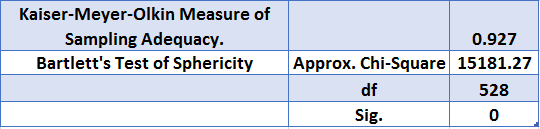 Kaiser-Meyer-Olkin Measure of
Sampling Adequacy. 0.927
Bartlett's Test of Sphericity Approx. Chi-Square 15181.27
df 528
Sig. 0